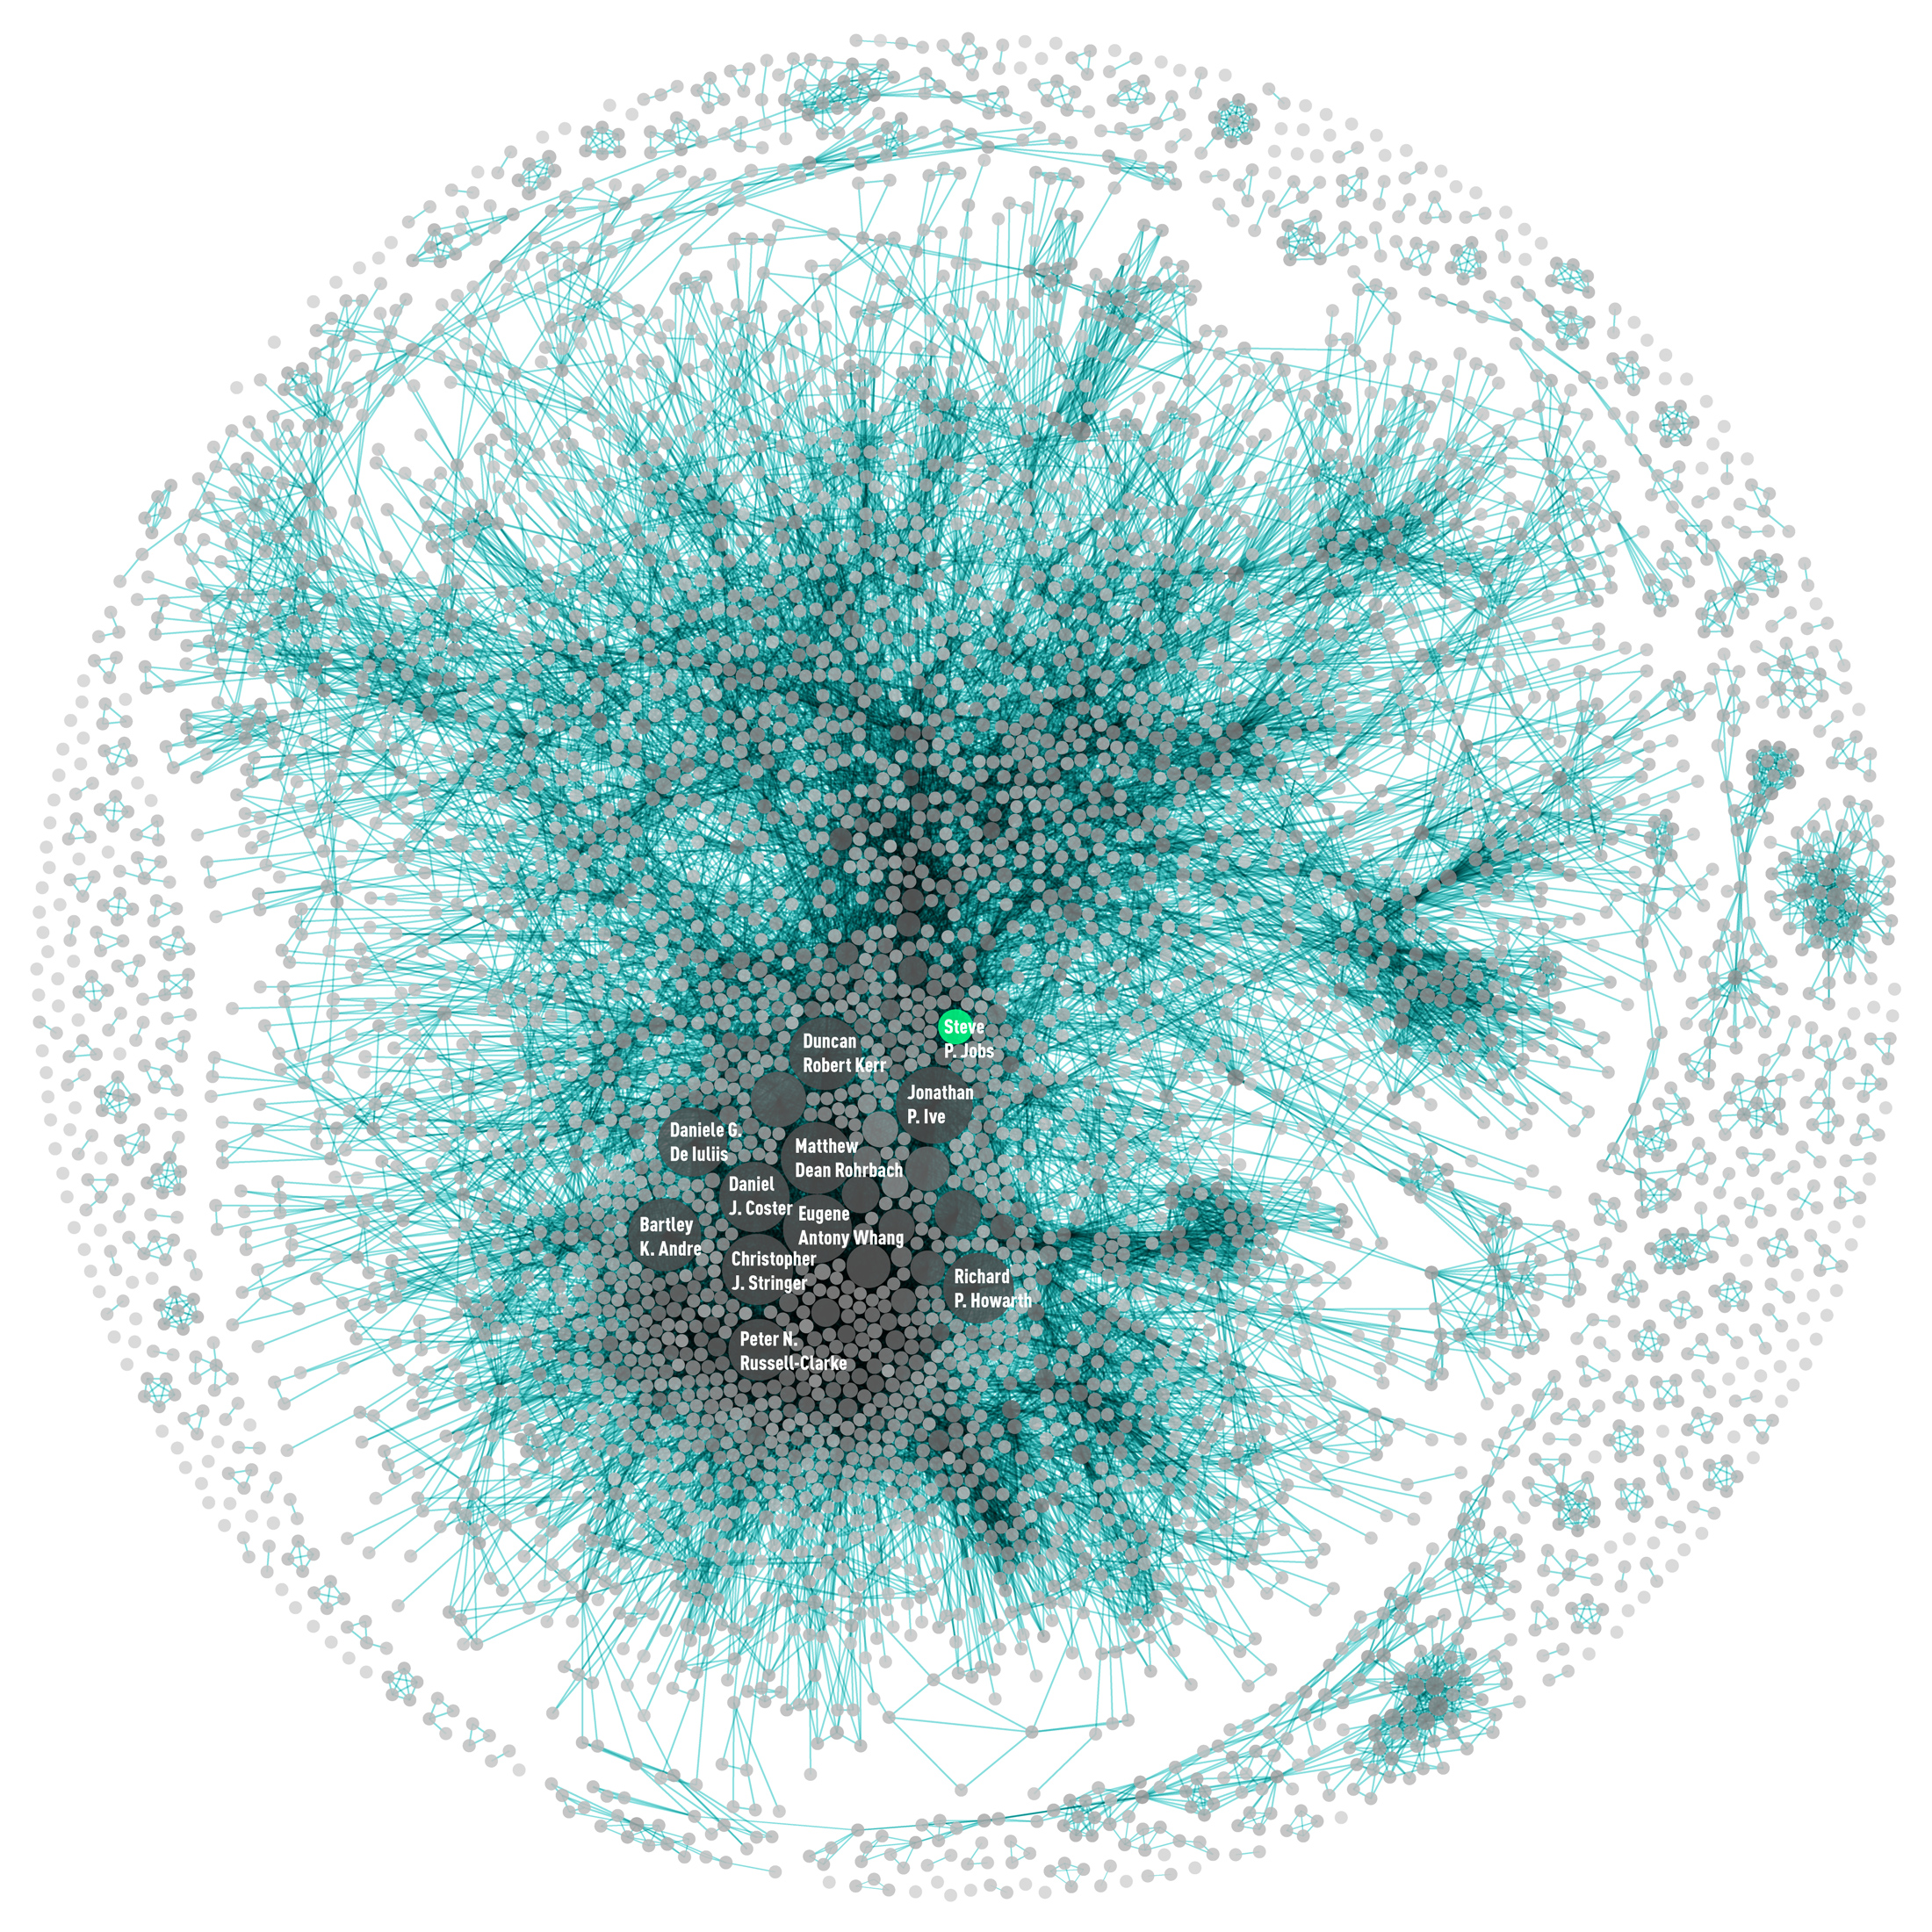 Steve
P. Jobs
Duncan
Robert Kerr
Jonathan
P. Ive
Daniele G.
De Iuliis
Matthew
Dean Rohrbach
Daniel
J. Coster
Eugene
Antony Whang
Bartley
K. Andre
Christopher
J. Stringer
Richard
P. Howarth
Peter N.
Russell-Clarke